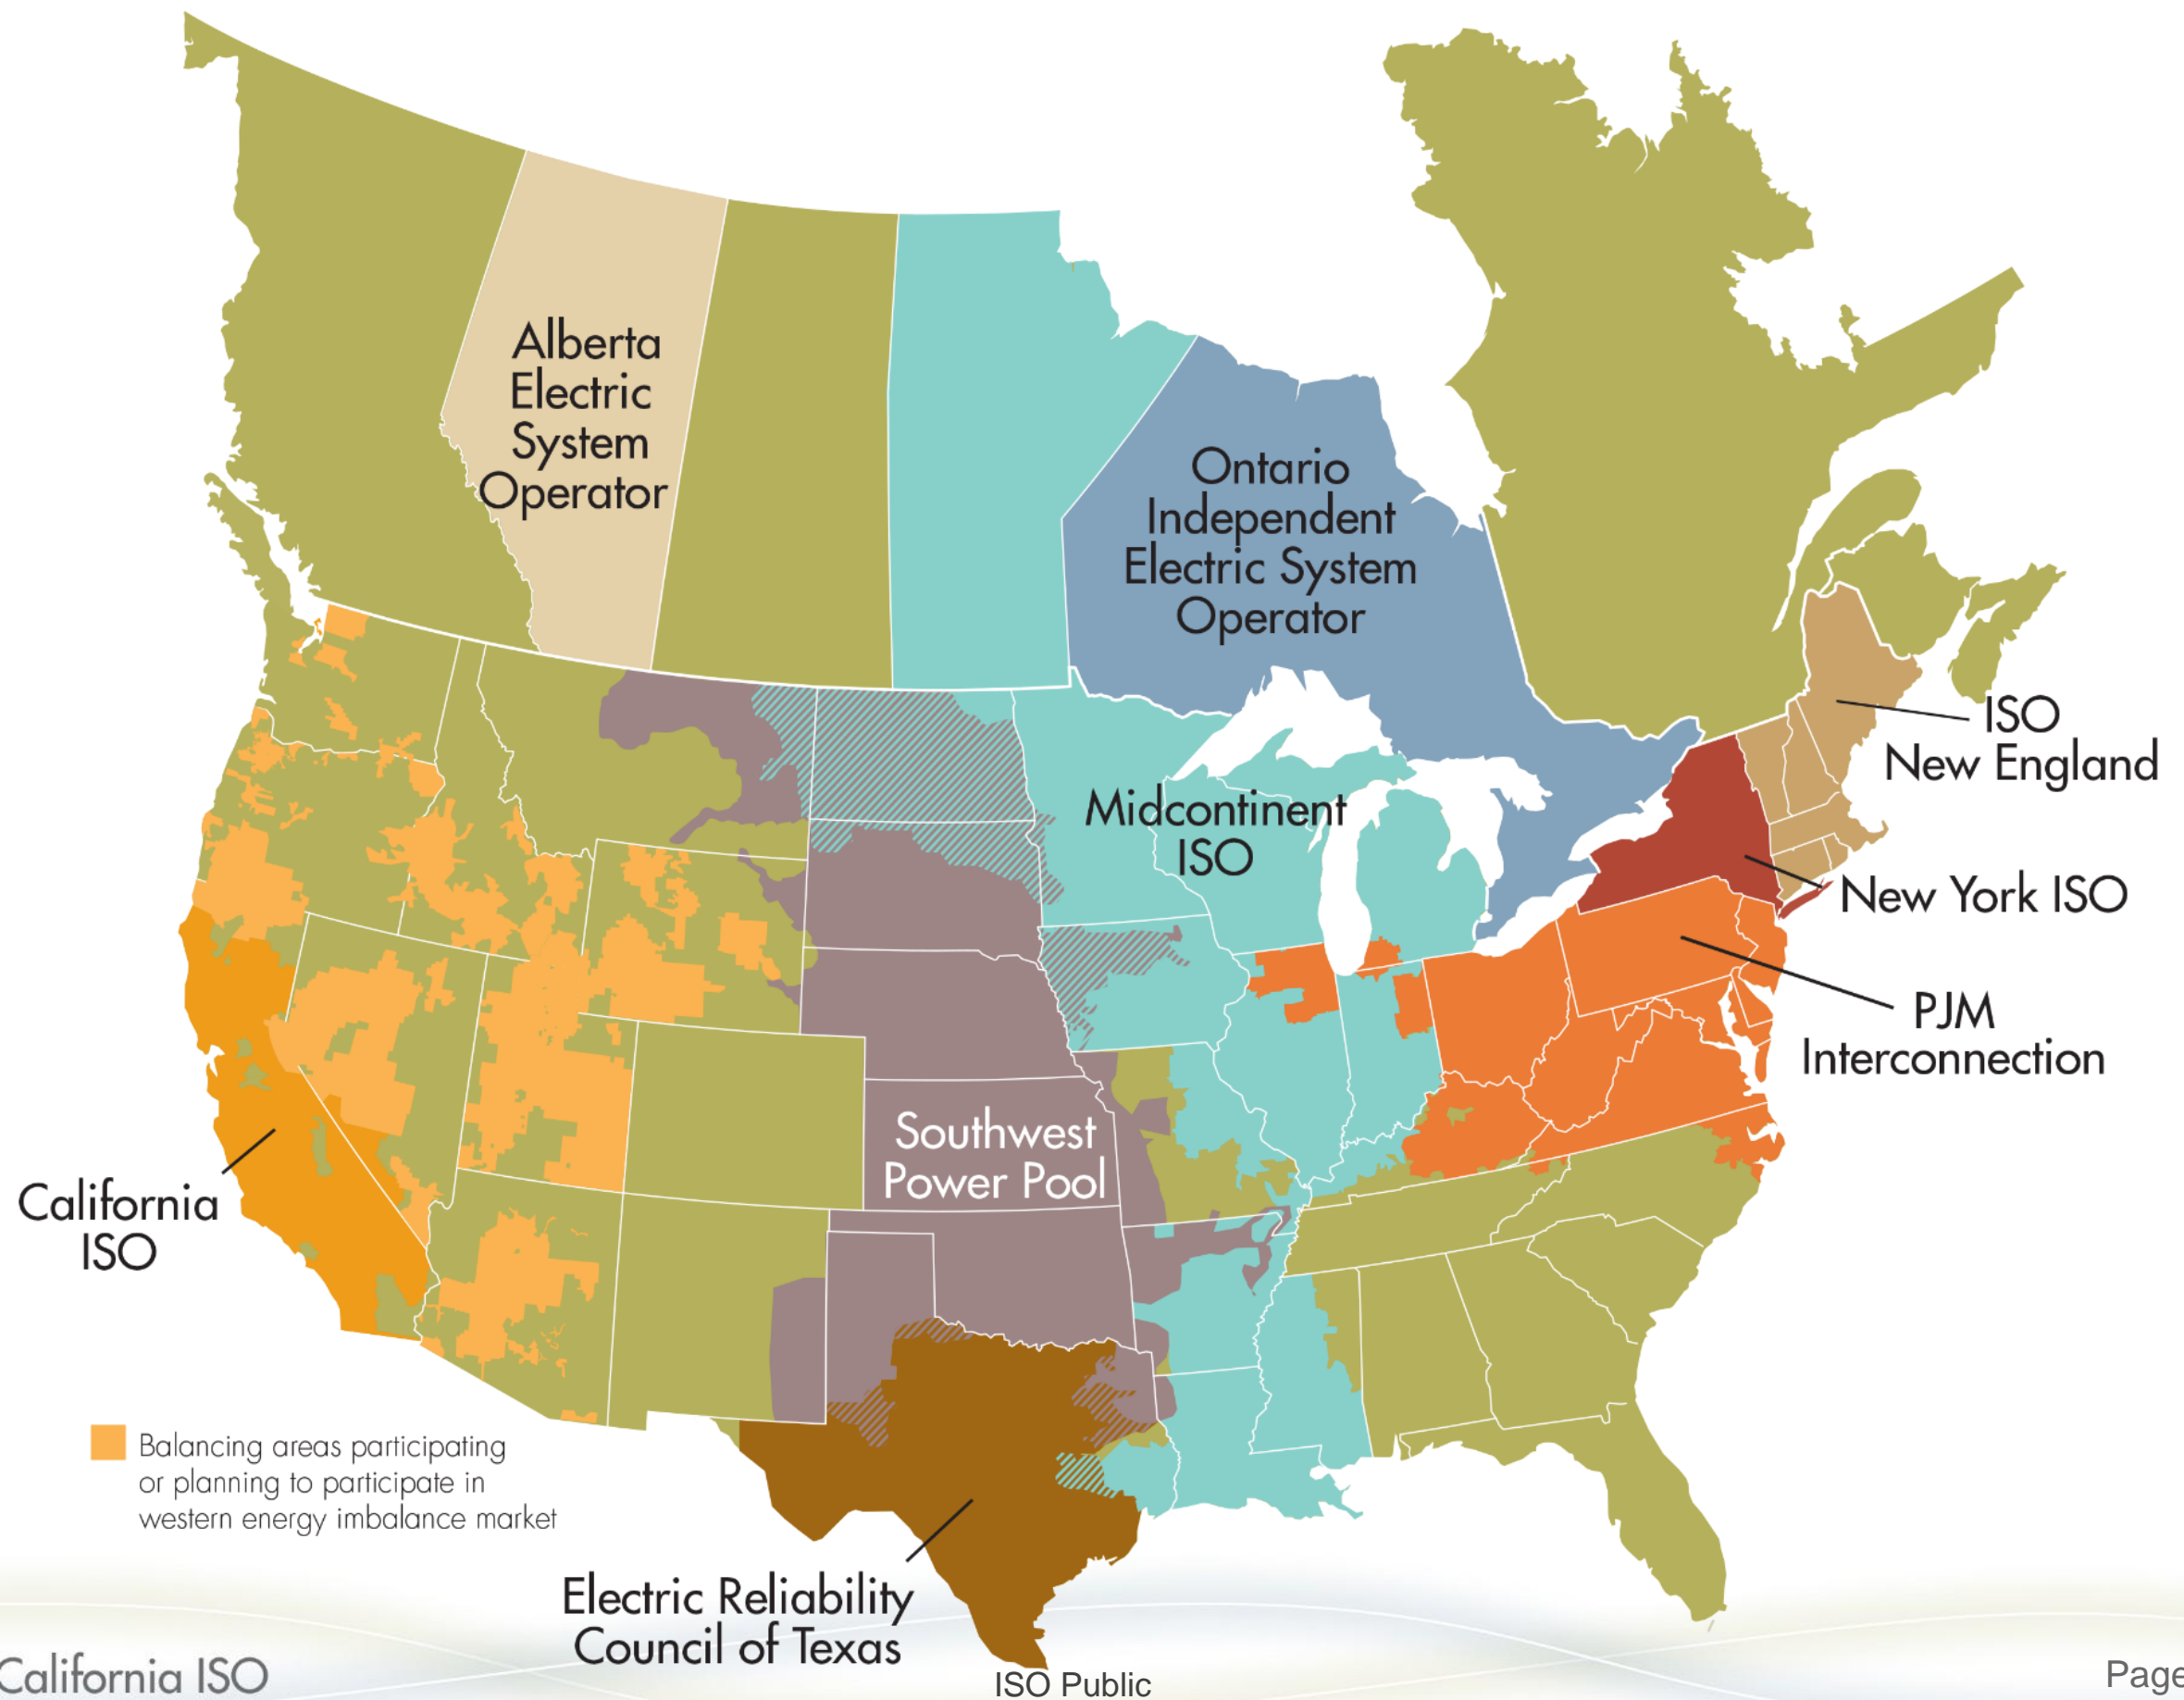 Alberta
Electric
System
Operator
Ontario
Independent
Electric System
Operator
ISO
New England
Midcontinent
ISO
New York ISO
PJM
Interconnection
Southwest
Power Pool
California
ISO
Balancing areas participating
or planning to participate in
western energy imbalance market
Electric Reliability
Council of Texas
California ISO
ISO Public
Page